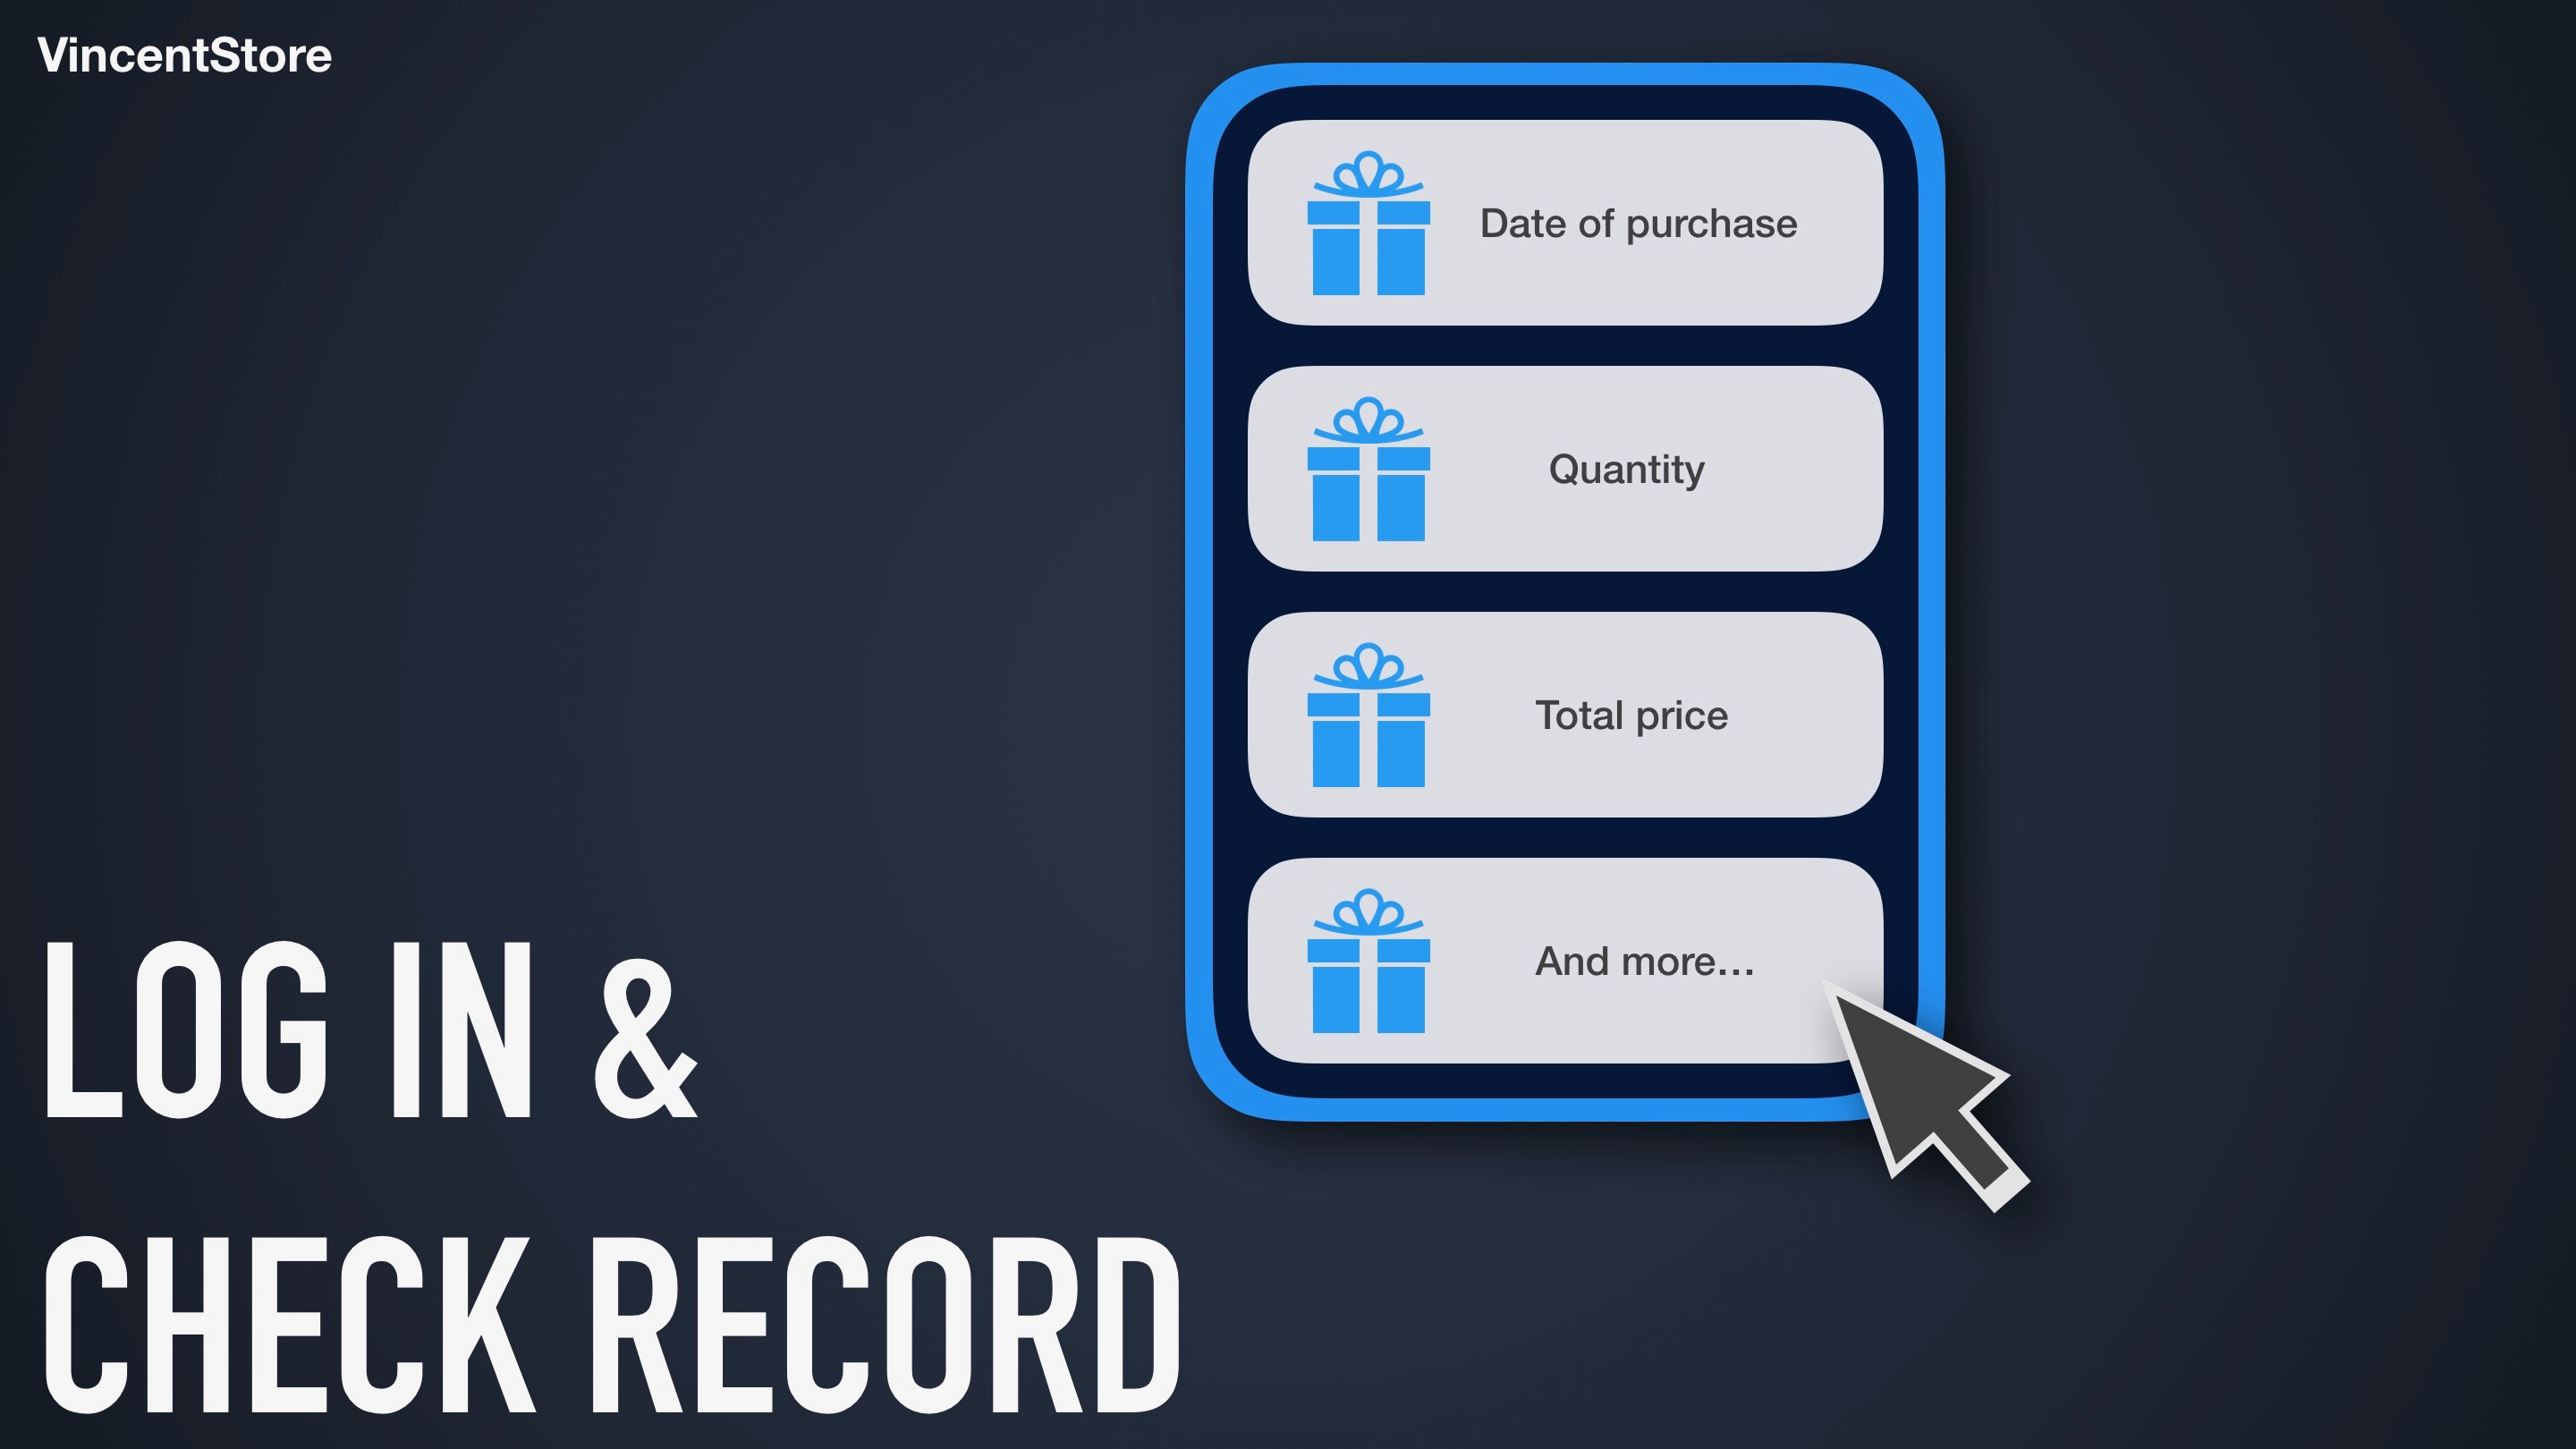 VincentStore
Date of purchase
Quantity
Total price
And more...
LOG IN &
CHECK RECORD